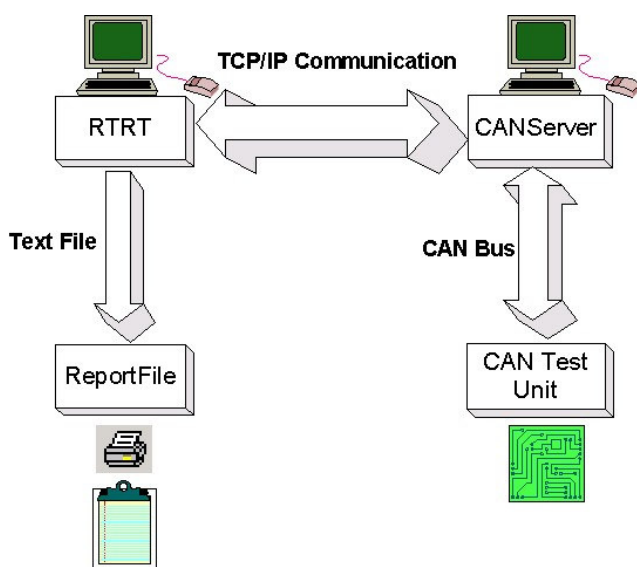 TCP/IP Communication
RTRT
CANServer
Text File
CAN Bus
ReportFile
CAN Test
Unit